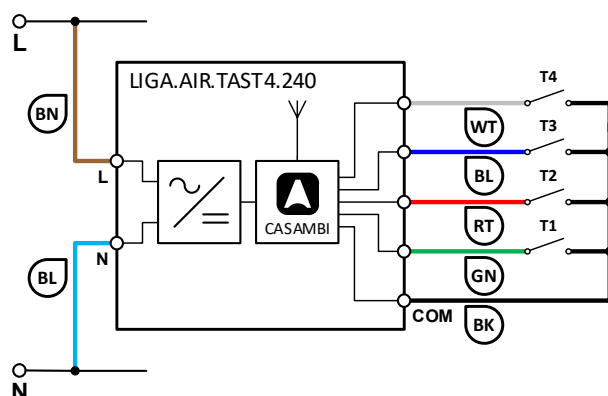 L
BN
LIGA.AIR.TAST4.240
L
N
CASAMBI
BL
N
T4
WT
T3
BL
T2
RT
T1
GN
COM
BK